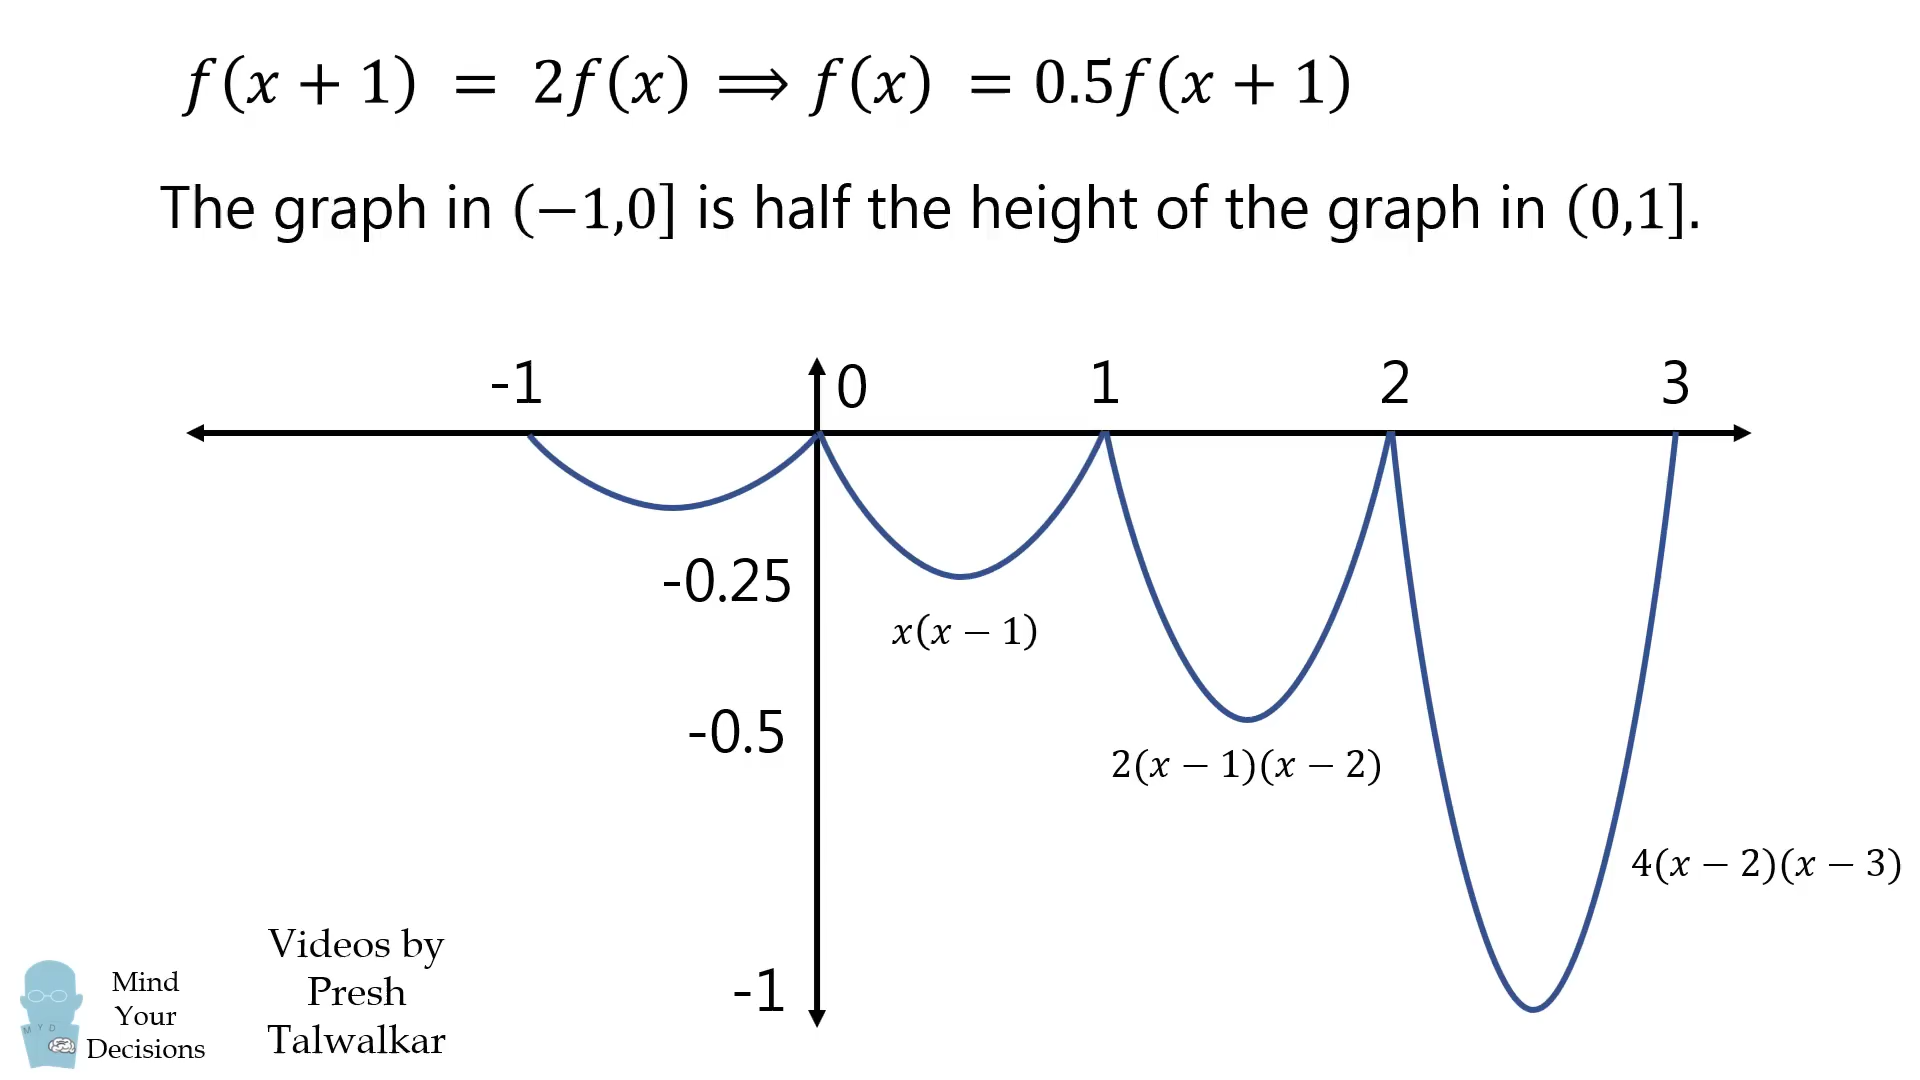 f(x + 1) = 2f(x) ⟹ f(x) = 0.5f(x + 1)
The graph in (−1,0] is half the height of the graph in (0,1].
-1 0 1 2 3
-0.25
x(x − 1)
-0.5
2(x − 1)(x − 2)
4(x − 2)(x − 3)
-1
Videos by
Presh
Talwalkar
M Y D
Mind
Your
Decisions